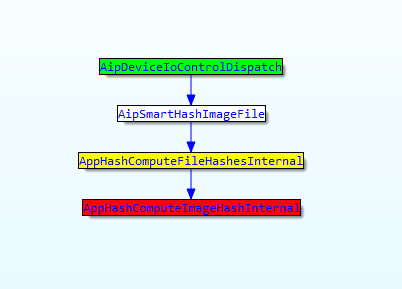 AipDeviceIoControlDispatch
AipSmartHashImageFile
AppHashComputeFileHashesInternal
AppHashComputeImageHashInternal